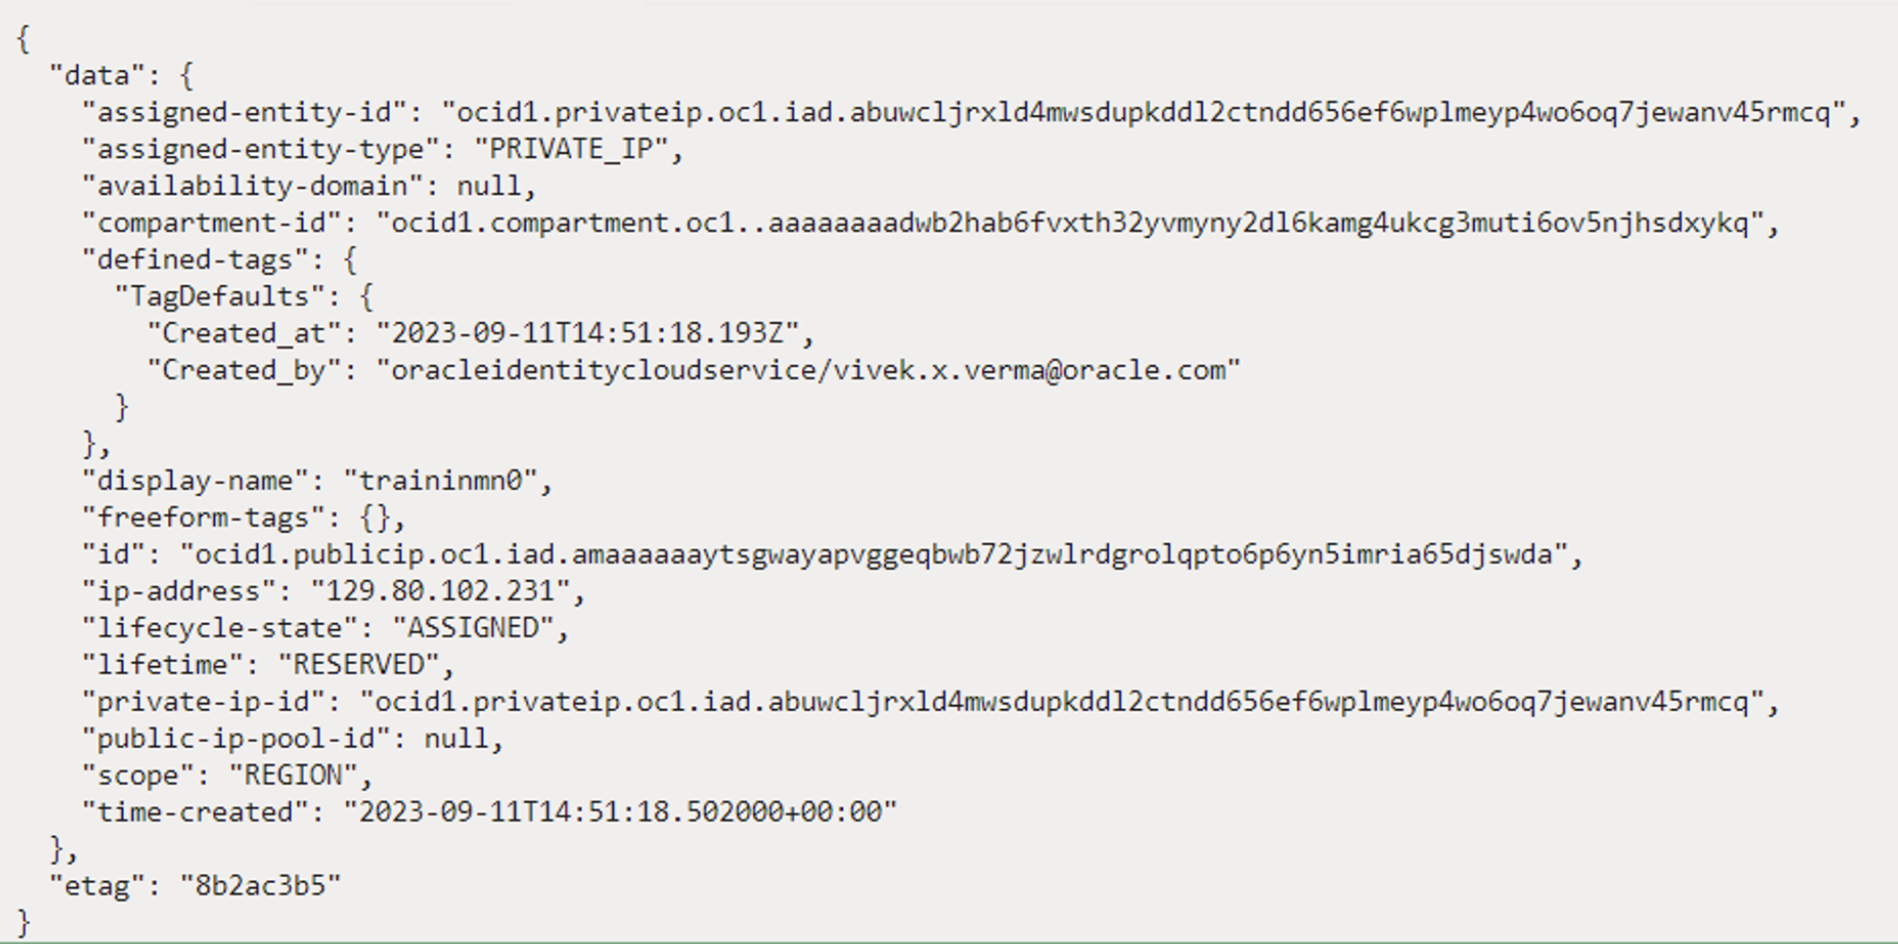 {
"data": {
"assigned-entity-id": "ocid1.privateip.oc1.iad.abuwcljrxld4mwsdupkddl2ctndd656ef6wplmeyp4wo6oq7jewanv45rmcq",
"assigned-entity-type": "PRIVATE_IP",
"availability-domain": null,
"compartment-id": "ocid1.compartment.oc1..aaaaaaaadwb2hab6fvxth32yvmyny2dl6kamg4ukcg3muti6ov5njhsdxykq",
"defined-tags": {
"TagDefaults": {
"Created_at": "2023-09-11T14:51:18.193Z",
"Created_by": "oracleidentitycloudservice/vivek.x.verma@oracle.com"
}
},
"display-name": "traininmn0",
"freeform-tags": {},
"id": "ocid1.publicip.oc1.iad.amaaaaaaytsgwayapvggeqbwb72jzwlrdgrolqpto6p6yn5imria65djswda",
"ip-address": "129.80.102.231",
"lifecycle-state": "ASSIGNED",
"lifetime": "RESERVED",
"private-ip-id": "ocid1.privateip.oc1.iad.abuwcljrxld4mwsdupkddl2ctndd656ef6wplmeyp4wo6oq7jewanv45rmcq",
"public-ip-pool-id": null,
"scope": "REGION",
"time-created": "2023-09-11T14:51:18.502000+00:00"
},
"etag": "8b2ac3b5"
}